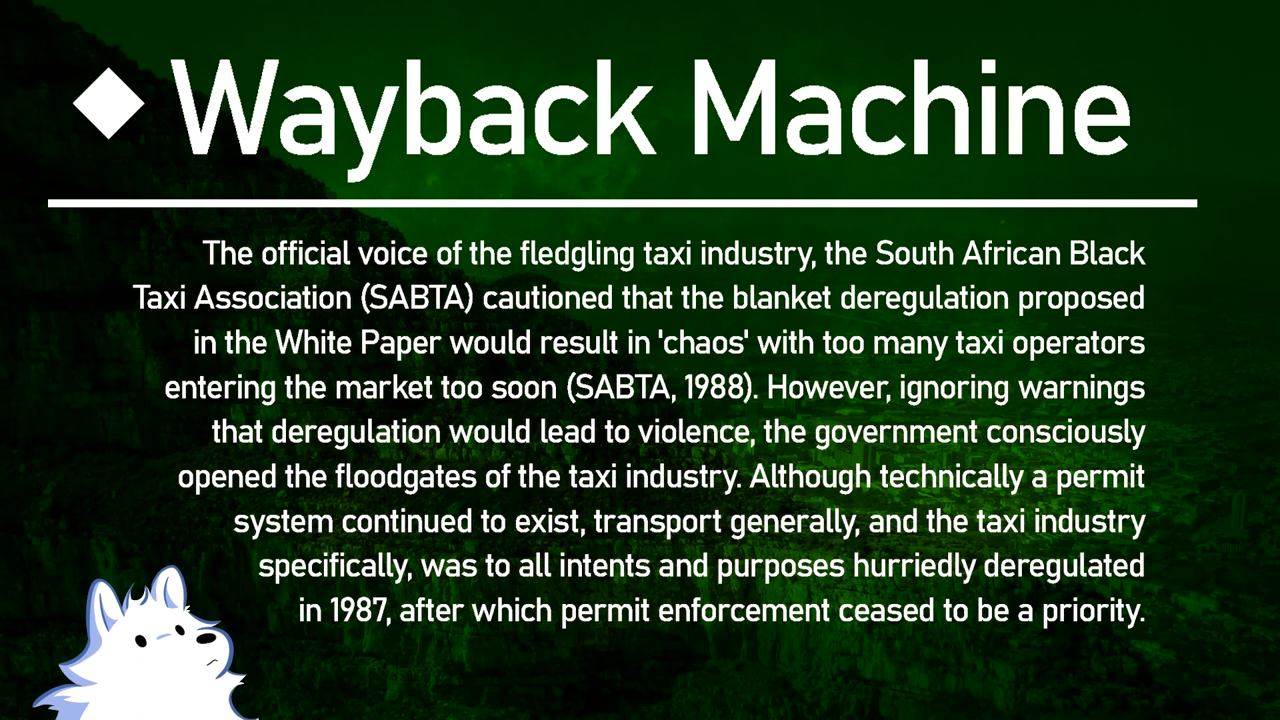 Wayback Machine
The official voice of the fledgling taxi industry, the South African Black
Taxi Association (SABTA) cautioned that the blanket deregulation proposed
in the White Paper would result in 'chaos' with too many taxi operators
entering the market too soon (SABTA, 1988). However, ignoring warnings
that deregulation would lead to violence, the government consciously
opened the floodgates of the taxi industry. Although technically a permit
system continued to exist, transport generally, and the taxi industry
specifically, was to all intents and purposes hurriedly deregulated
in 1987, after which permit enforcement ceased to be a priority.